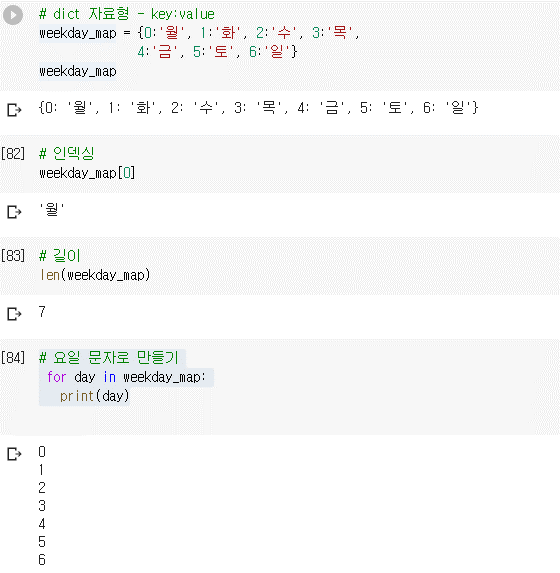 # dict 자료형 - key:value
weekday_map = {0:'월', 1:'화', 2:'수', 3:'목',
4:'금', 5:'토', 6:'일'}
weekday_map
{0: '월', 1: '화', 2: '수', 3: '목', 4: '금', 5: '토', 6: '일'}
[82] # 인덱싱
weekday_map[0]
'월'
[83] # 길이
len(weekday_map)
7
[84] # 요일 문자로 만들기
for day in weekday_map:
print(day)
0
1
2
3
4
5
6